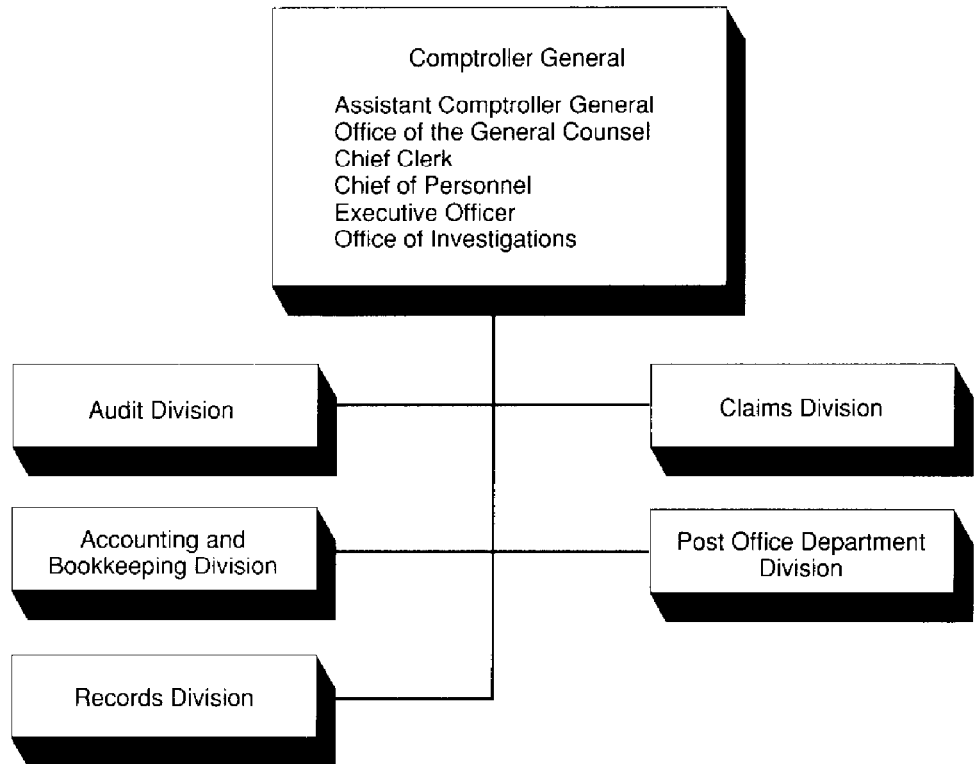 Comptroller General
Assistant Comptroller General
Office of the General Counsel
Chief Clerk
Chief of Personnel
Executive Officer
Office of Investigations
Audit Division
Claims Division
Accounting and
Bookkeeping Division
Post Office Department
Division
Records Division